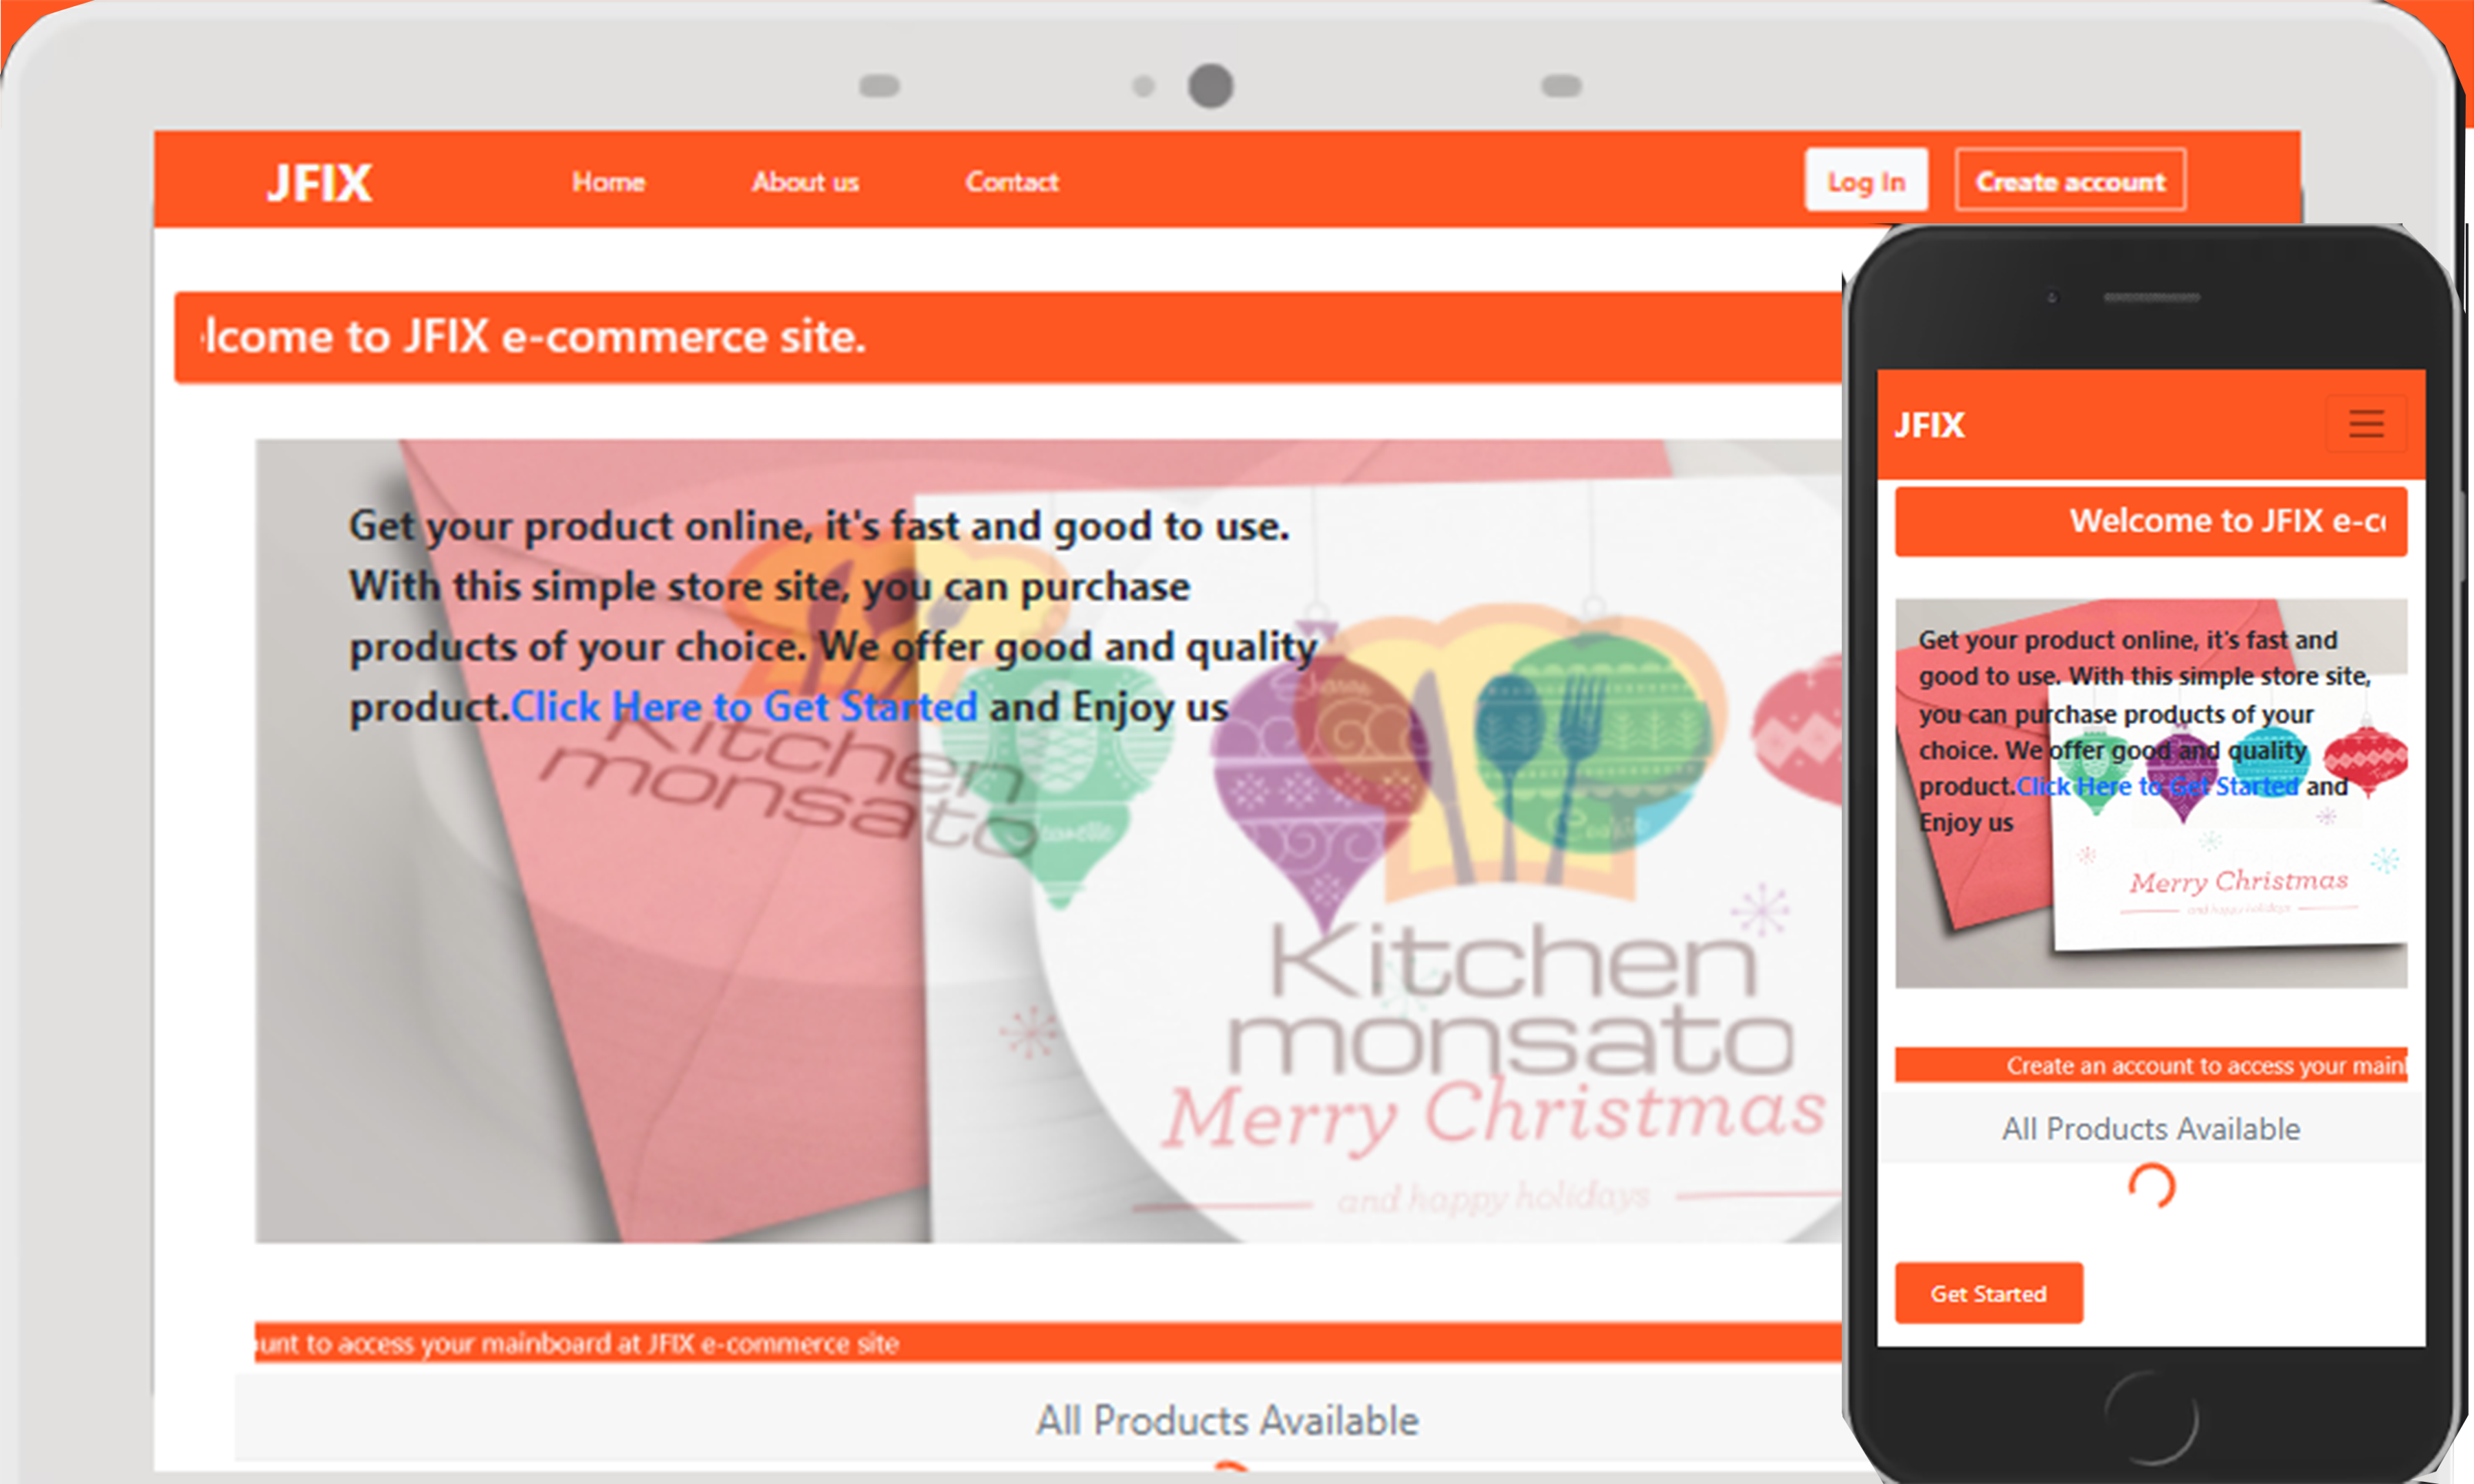 JFIX Home About us Contact Log In Create account
lcome to JFIX e-commerce site.
Get your product online, it's fast and good to use.
With this simple store site, you can purchase
products of your choice. We offer good and quality
product.Click Here to Get Started and Enjoy us
Kitchen
monsato
Kitchen
monsato
Merry Christmas
and happy holidays
unt to access your mainboard at JFIX e-commerce site
All Products Available
JFIX
Welcome to JFIX e-c
Get your product online, it's fast and
good to use. With this simple store site,
you can purchase products of your
choice. We offer good and quality
product.Click Here to Get Started and
Enjoy us
Merry Christmas
and happy holidays
Create an account to access your main
All Products Available
Get Started